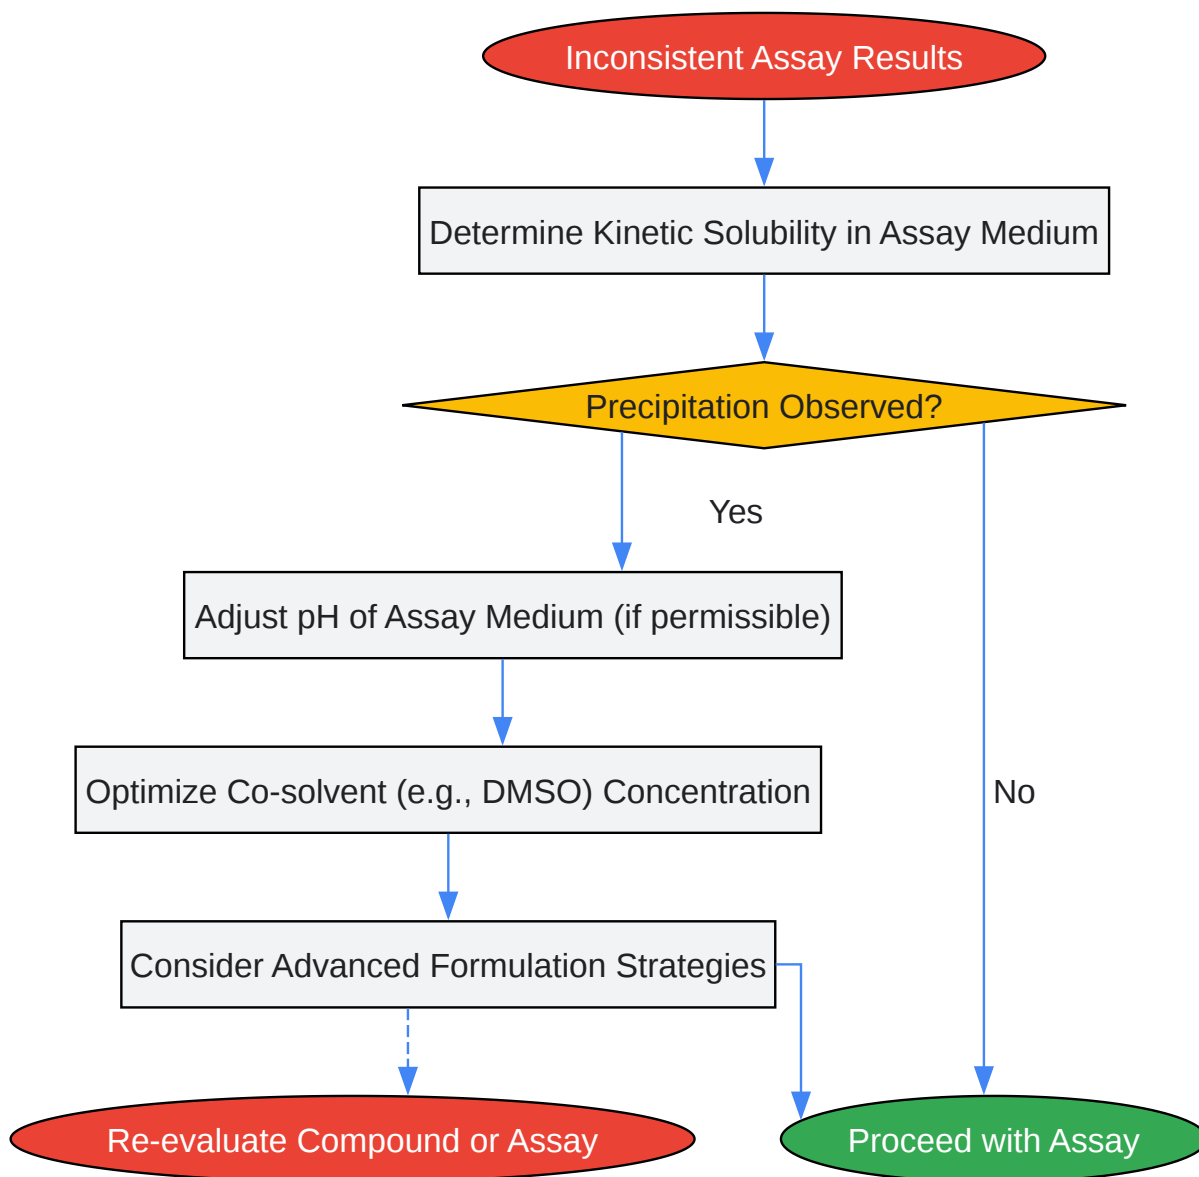 Inconsistent Assay Results
Determine Kinetic Solubility in Assay Medium
Precipitation Observed?
Yes
Adjust pH of Assay Medium (if permissible)
Optimize Co-solvent (e.g., DMSO) Concentration
No
Consider Advanced Formulation Strategies
Re-evaluate Compound or Assay
Proceed with Assay